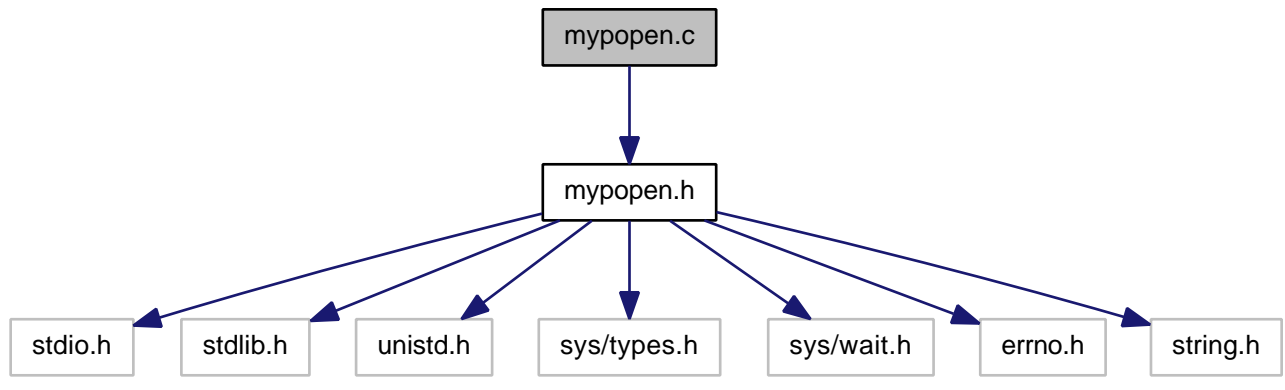 mypopen.c
mypopen.h
stdio.h
stdlib.h
unistd.h
sys/types.h
sys/wait.h
errno.h
string.h